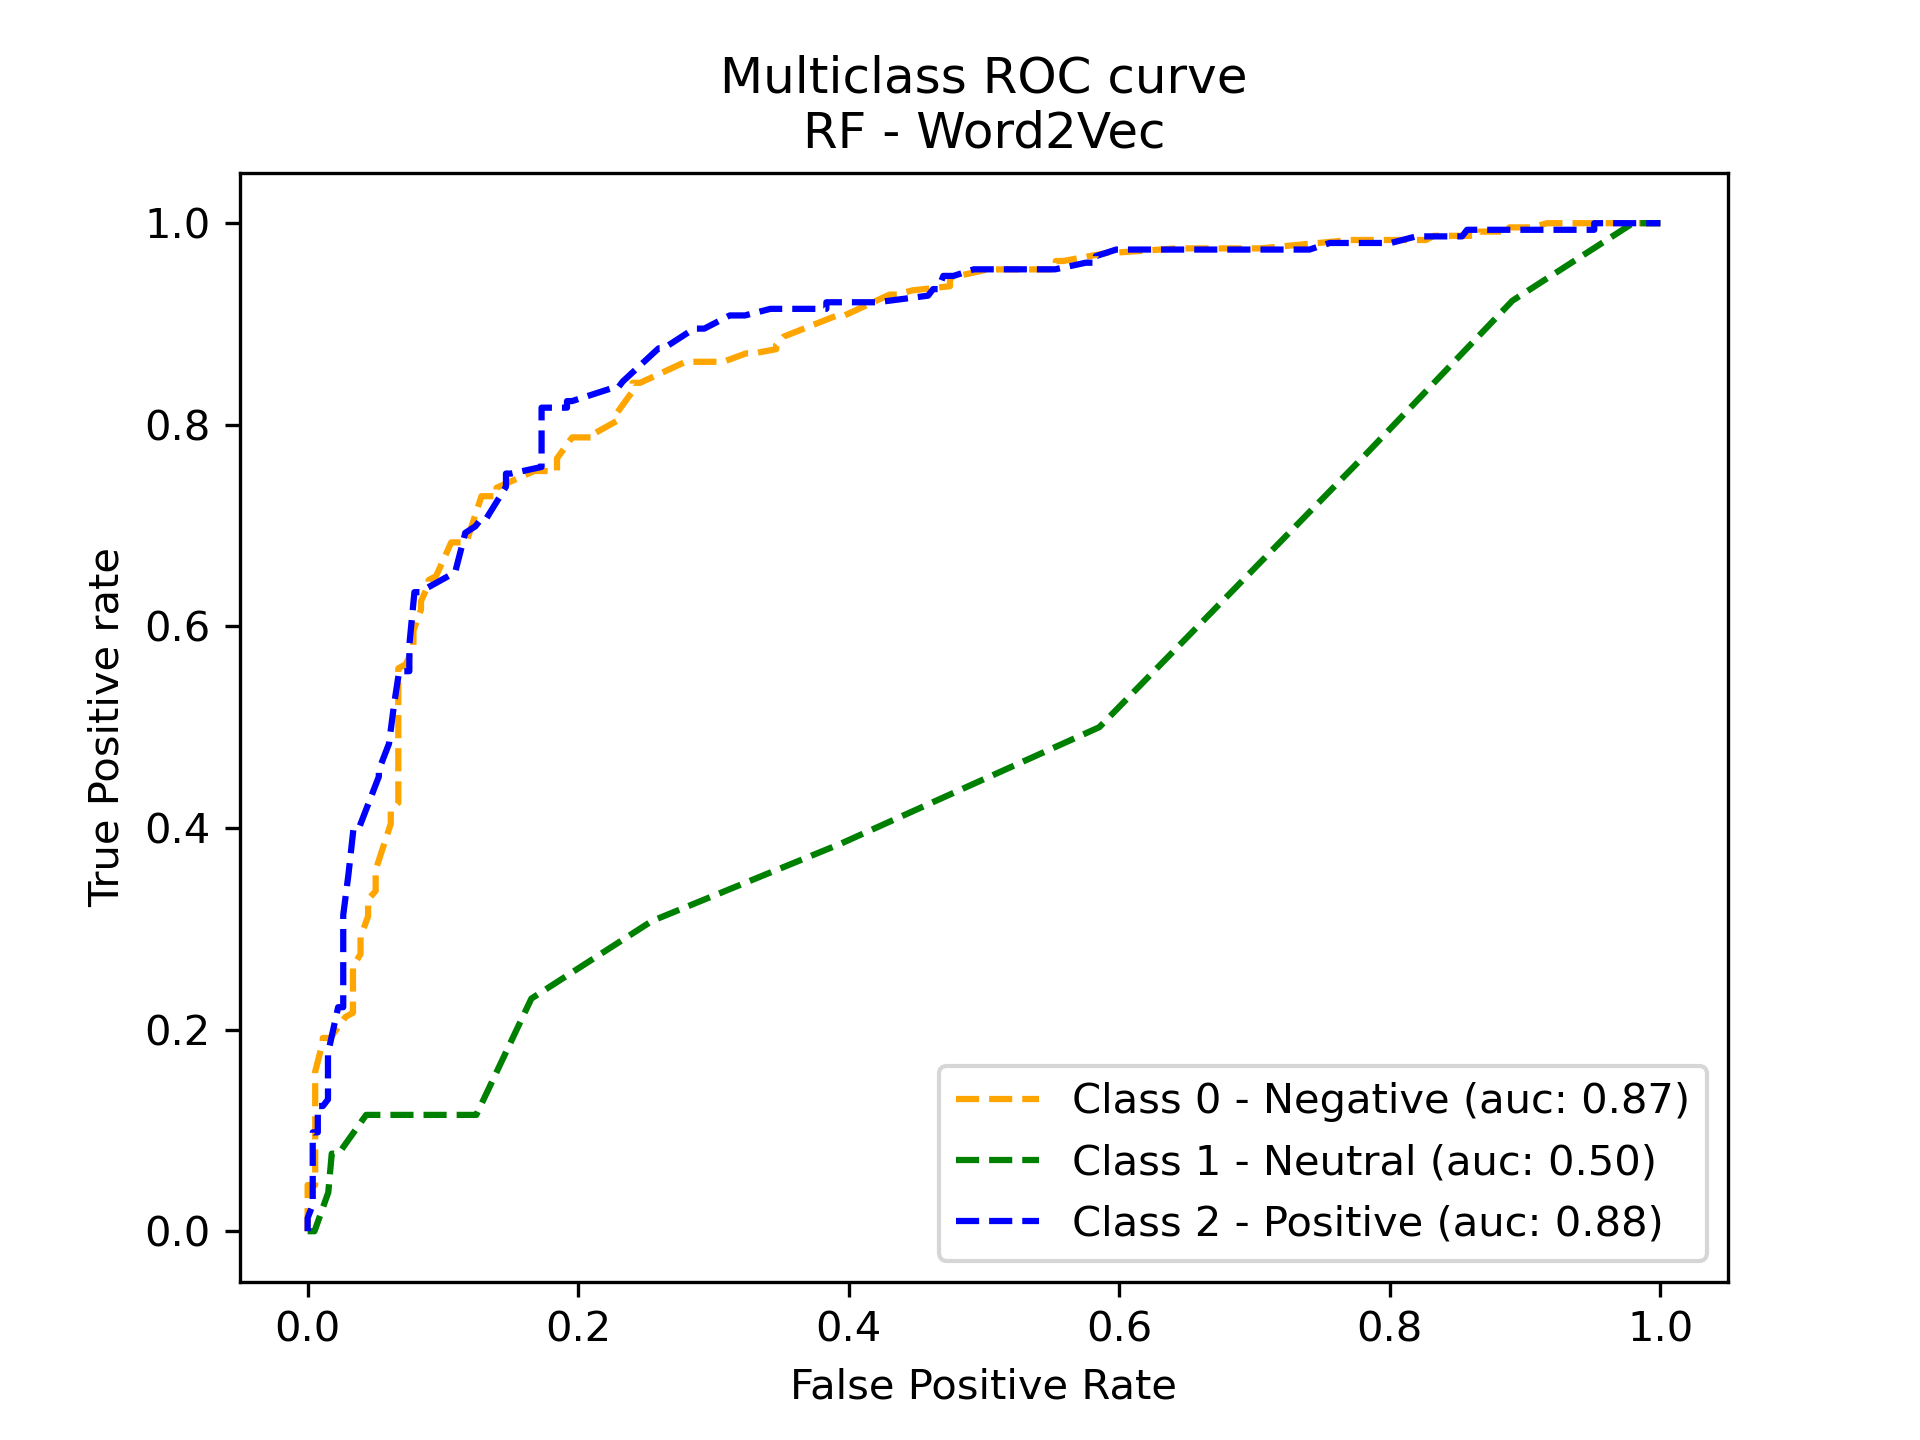 Multiclass ROC curve
RF - Word2Vec
True Positive rate
1.0
0.8
0.6
0.4
0.2
0.0
Class 0 - Negative (auc: 0.87)
Class 1 - Neutral (auc: 0.50)
Class 2 - Positive (auc: 0.88)
0.0 0.2 0.4 0.6 0.8 1.0
False Positive Rate